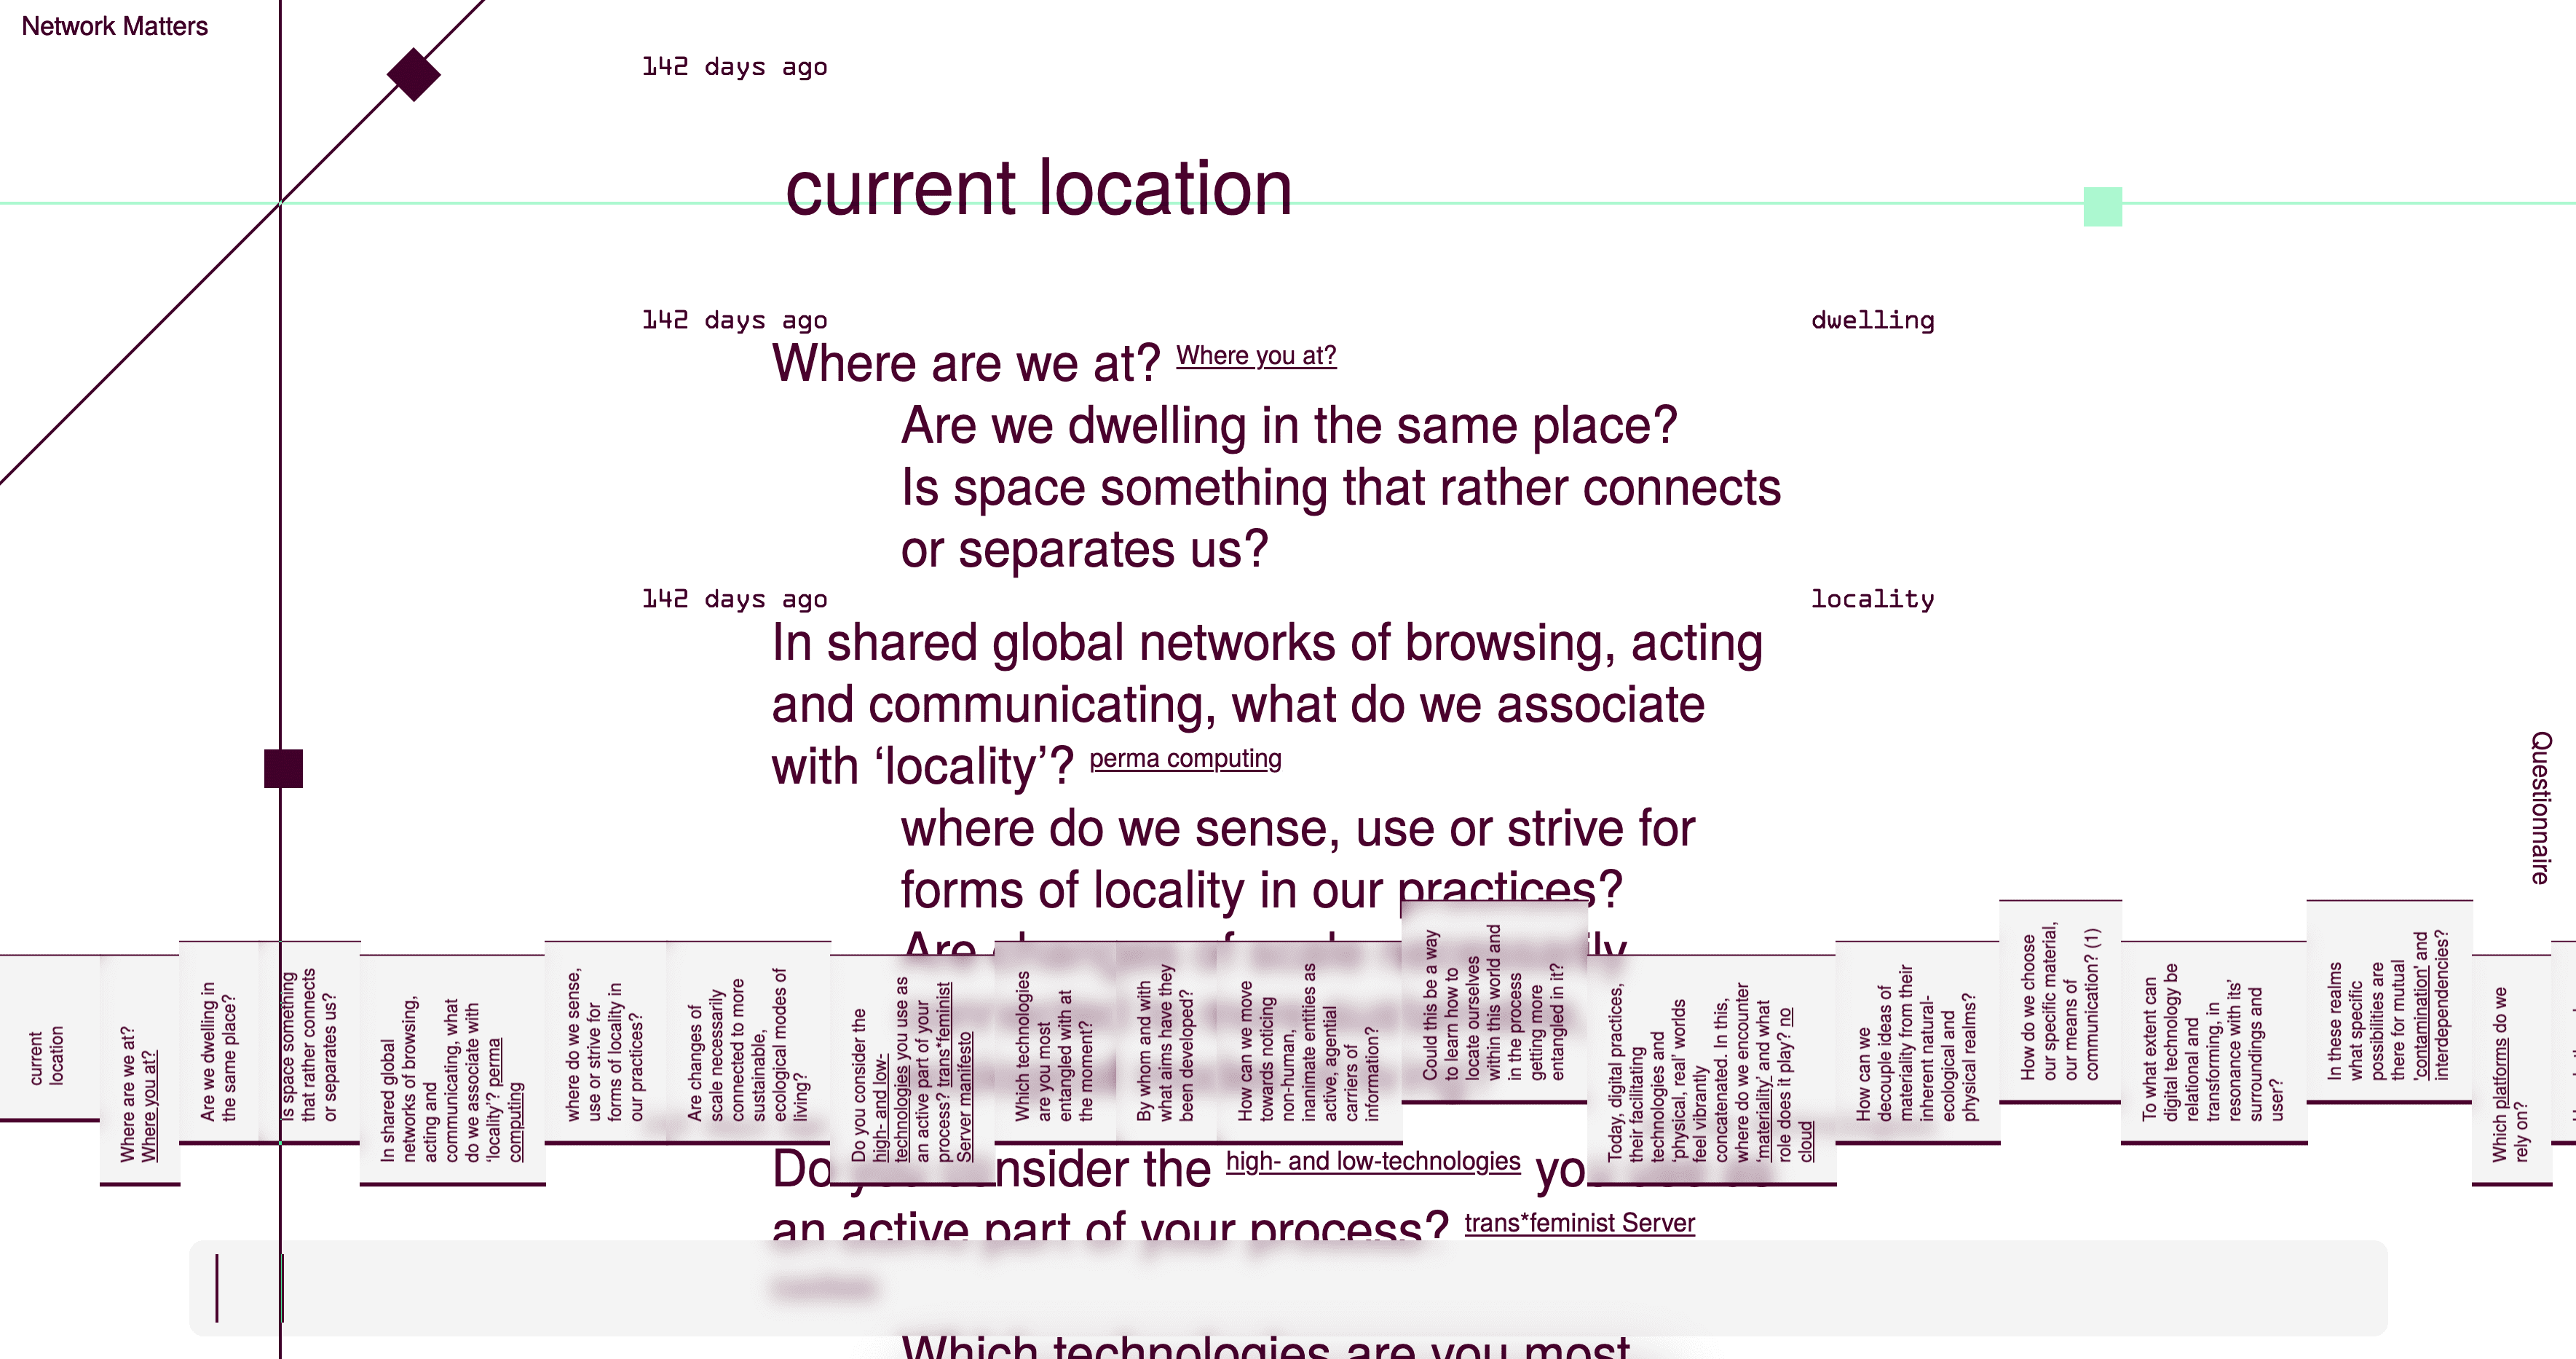 Network Matters
142 days ago
current location
142 days ago
dwelling
Where are we at? Where you at?
Are we dwelling in the same place?
Is space something that rather connects
or separates us?
142 days ago
locality
In shared global networks of browsing, acting
and communicating, what do we associate
with ‘locality’? perma computing
where do we sense, use or strive for
forms of locality in our practices?
Are
Questionnaire
current
location
Where are we at?
Where you at?
Are we dwelling in
the same place?
Is space something
that rather connects
or separates us?
In shared global
networks of browsing,
acting and
communicating, what
do we associate with
‘locality’? perma
computing
where do we sense,
use or strive for
forms of locality in
our practices?
Are changes of
scale necessarily
connected to more
sustainable,
ecological modes of
living?
Do you consider the
high- and low-
technologies you use as
an active part of your
process? trans*feminist
Server manifesto
Which technologies
are you most
entangled with at
the moment?
By whom and with
what aims have they
been developed?
How can we move
towards noticing
non-human,
inanimate entities as
active, agential
carriers of
information?
Could this be a way
to learn how to
locate ourselves
within this world and
in the process
getting more
entangled in it?
Today, digital practices,
their facilitating
technologies and
‘physical, real’ worlds
feel vibrantly
concatenated. In this,
where do we encounter
‘materiality’ and what
role does it play? no
cloud
How can we
decouple ideas of
materiality from their
inherent natural-
ecological and
physical realms?
How do we choose
our specific material,
our means of
communication? (1)
To what extent can
digital technology be
relational and
transforming, in
resonance with its’
surroundings and
user?
In these realms
what specific
possibilities are
there for mutual
‘contamination’ and
interdependencies?
Which platforms do we
rely on?
Do you consider the high- and low-technologies you
an active part of your process? trans*feminist Server
Which technologies are you most